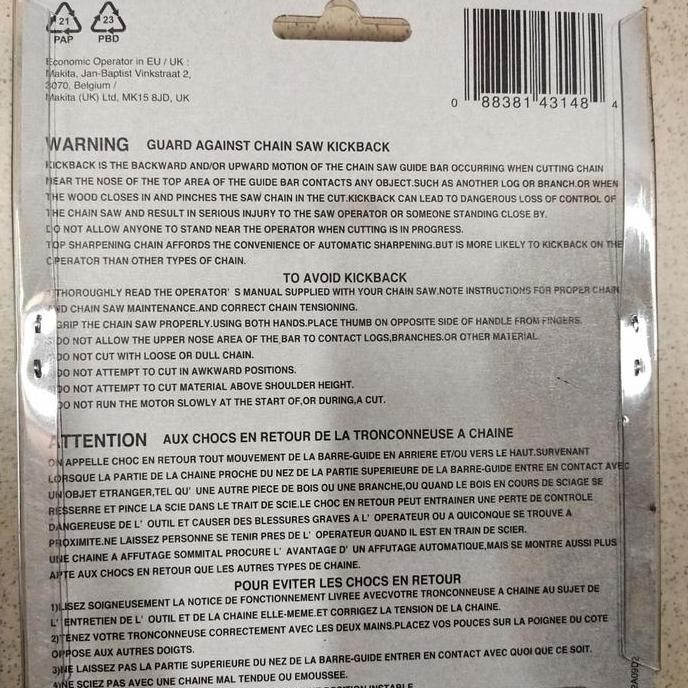 21
PAP
23
PBD
Economic Operator in EU / UK :
Makita, Jan-Baptist Vinkstraat 2,
3070, Belgium /
Makita (UK) Ltd, MK15 8JD, UK
0 88381 43148 4
WARNING GUARD AGAINST CHAIN SAW KICKBACK
KICKBACK IS THE BACKWARD AND/OR UPWARD MOTION OF THE CHAIN SAW GUIDE BAR OCCURRING WHEN CUTTING CHAIN
NEAR THE NOSE OF THE TOP AREA OF THE GUIDE BAR CONTACTS ANY OBJECT.SUCH AS ANOTHER LOG OR BRANCH.OR WHEN
THE WOOD CLOSES IN AND PINCHES THE SAW CHAIN IN THE CUT.KICKBACK CAN LEAD TO DANGEROUS LOSS OF CONTROL OF
THE CHAIN SAW AND RESULT IN SERIOUS INJURY TO THE SAW OPERATOR OR SOMEONE STANDING CLOSE BY.
DO NOT ALLOW ANYONE TO STAND NEAR THE OPERATOR WHEN CUTTING IS IN PROGRESS.
TOP SHARPENING CHAIN AFFORDS THE CONVENIENCE OF AUTOMATIC SHARPENING.BUT IS MORE LIKELY TO KICKBACK ON THE
OPERATOR THAN OTHER TYPES OF CHAIN.
TO AVOID KICKBACK
THOROUGHLY READ THE OPERATOR' S MANUAL SUPPLIED WITH YOUR CHAIN SAW.NOTE INSTRUCTIONS FOR PROPER CHAIN
AND CHAIN SAW MAINTENANCE.AND CORRECT CHAIN TENSIONING.
GRIP THE CHAIN SAW PROPERLY.USING BOTH HANDS.PLACE THUMB ON OPPOSITE SIDE OF HANDLE FROM FINGERS.
DO NOT ALLOW THE UPPER NOSE AREA OF THE BAR TO CONTACT LOGS,BRANCHES.OR OTHER MATERIAL.
DO NOT CUT WITH LOOSE OR DULL CHAIN.
DO NOT ATTEMPT TO CUT IN AWKWARD POSITIONS.
DO NOT ATTEMPT TO CUT MATERIAL ABOVE SHOULDER HEIGHT.
DO NOT RUN THE MOTOR SLOWLY AT THE START OF,OR DURING,A CUT.
ATTENTION AUX CHOCS EN RETOUR DE LA TRONCONNEUSE A CHAINE
ON APPELLE CHOC EN RETOUR TOUT MOUVEMENT DE LA BARRE-GUIDE EN ARRIERE ET/OU VERS LE HAUT.SURVENANT
LORSQUE LA PARTIE DE LA CHAINE PROCHE DU NEZ DE LA PARTIE SUPERIEURE DE LA BARRE-GUIDE ENTRE EN CONTACT AVEC
UN OBJET ETRANGER,TEL QU' UNE AUTRE PIECE DE BOIS OU UNE BRANCHE,OU QUAND LE BOIS EN COURS DE SCIAGE SE
RESSERRE ET PINCE LA SCIE DANS LE TRAIT DE SCIE.LE CHOC EN RETOUR PEUT ENTRAINER UNE PERTE DE CONTROLE
DANGEREUSE DE L' OUTIL ET CAUSER DES BLESSURES GRAVES A L' OPERATEUR OU A QUICONQUE SE TROUVE A
PROXIMITE.NE LAISSEZ PERSONNE SE TENIR PRES DE L' OPERATEUR QUAND IL EST EN TRAIN DE SCIER.
UNE CHAINE A AFFUTAGE SOMMITAL PROCURE L' AVANTAGE D' UN AFFUTAGE AUTOMATIQUE,MAIS SE MONTRE AUSSI PLUS
APTE AUX CHOCS EN RETOUR QUE LES AUTRES TYPES DE CHAINE.
POUR EVITER LES CHOCS EN RETOUR
1)LISEZ SOIGNEUSEMENT LA NOTICE DE FONCTIONNEMENT LIVREE AVECVOTRE TRONCONNEUSE A CHAINE AU SUJET DE
L' ENTRETIEN DE L' OUTIL ET DE LA CHAINE ELLE-MEME.ET CORRIGEZ LA TENSION DE LA CHAINE.
2)TENEZ VOTRE TRONCONNEUSE CORRECTEMENT AVEC LES DEUX MAINS.PLACEZ VOS POUCES SUR LA POIGNEE DU COTE
OPPOSE AUX AUTRES DOIGTS.
3)NE LAISSEZ PAS LA PARTIE SUPERIEURE DU NEZ DE LA BARRE-GUIDE ENTRER EN CONTACT AVEC QUOI QUE CE SOIT.
4)NE SCIEZ PAS AVEC UNE CHAINE MAL TENDUE OU EMOUSSEE.
POSITION INSTABLE